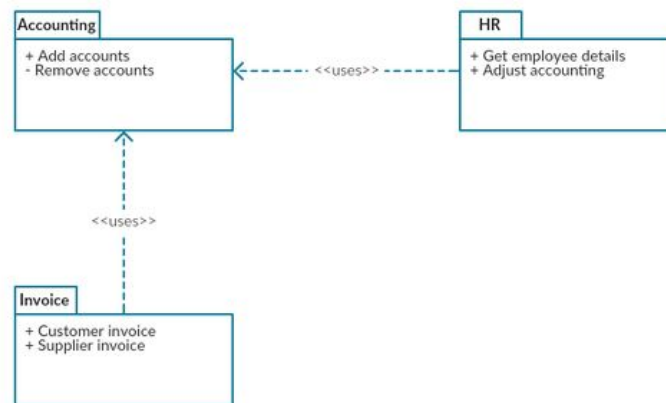 Accounting
+ Add accounts
- Remove accounts
<<uses>>
HR
+ Get employee details
+ Adjust accounting
<<uses>>
Invoice
+ Customer invoice
+ Supplier invoice